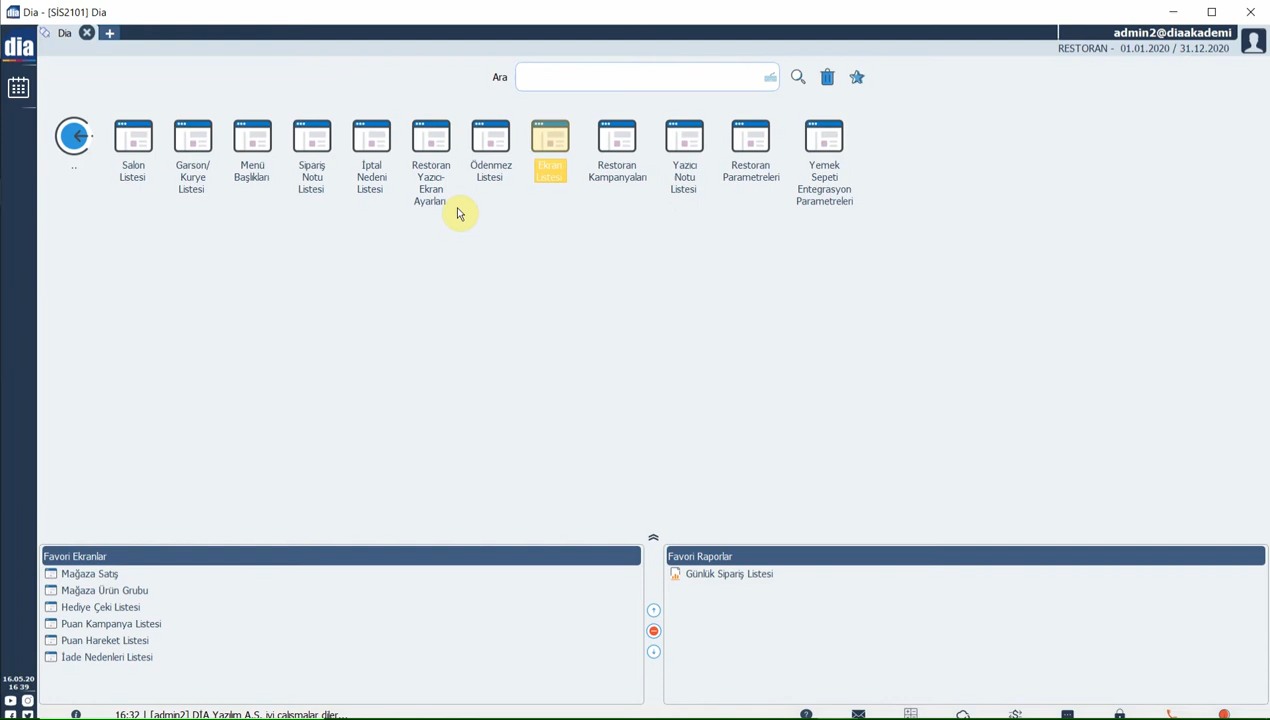 Dia - [SİS2101] Dia
dia
Dia
admin2@diaakademi
RESTORAN - 01.01.2020 / 31.12.2020
Ara
..
Salon
Listesi
Garson/
Kurye
Listesi
Menü
Başlıkları
Sipariş
Notu
Listesi
İptal
Nedeni
Listesi
Restoran
Yazıcı-
Ekran
Ayarları
Ödenmez
Listesi
Ekran
Listesi
Restoran
Kampanyaları
Yazıcı
Notu
Listesi
Restoran
Parametreleri
Yemek
Sepeti
Entegrasyon
Parametreleri
Favori Ekranlar
Mağaza Satış
Mağaza Ürün Grubu
Hediye Çeki Listesi
Puan Kampanya Listesi
Puan Hareket Listesi
İade Nedenleri Listesi
Favori Raporlar
Günlük Sipariş Listesi
16.05.20
16 39
16:32 | [admin2] DİA Yazılım A.Ş. iyi çalışmalar diler...